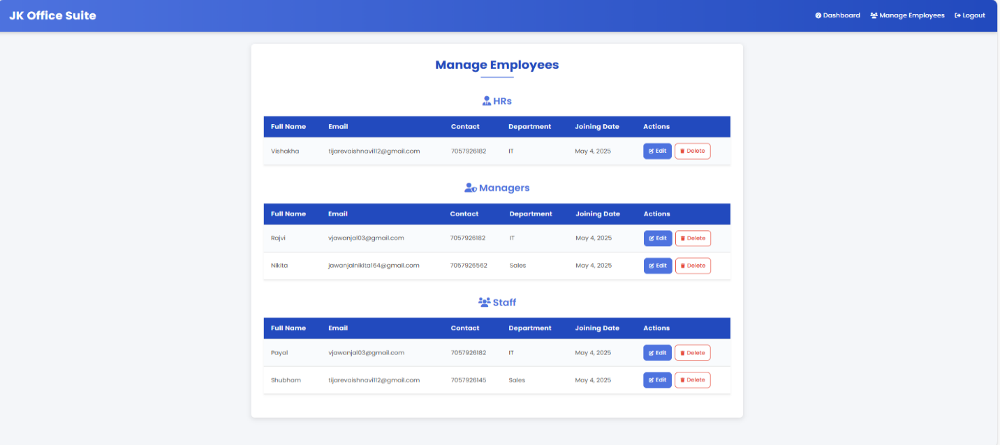 JK Office Suite Dashboard Manage Employees Logout
Manage Employees
HRs
Full Name Email Contact Department Joining Date Actions
Vishakha tijarevaishnavi112@gmail.com 7057926182 IT May 4, 2025 Edit Delete
Managers
Full Name Email Contact Department Joining Date Actions
Rajvi vjawanjal03@gmail.com 7057926182 IT May 4, 2025 Edit Delete
Nikita jawanjalnikita164@gmail.com 7057926562 Sales May 4, 2025 Edit Delete
Staff
Full Name Email Contact Department Joining Date Actions
Payal vjawanjal03@gmail.com 7057926182 IT May 4, 2025 Edit Delete
Shubham tijarevaishnavi112@gmail.com 7057926145 Sales May 4, 2025 Edit Delete